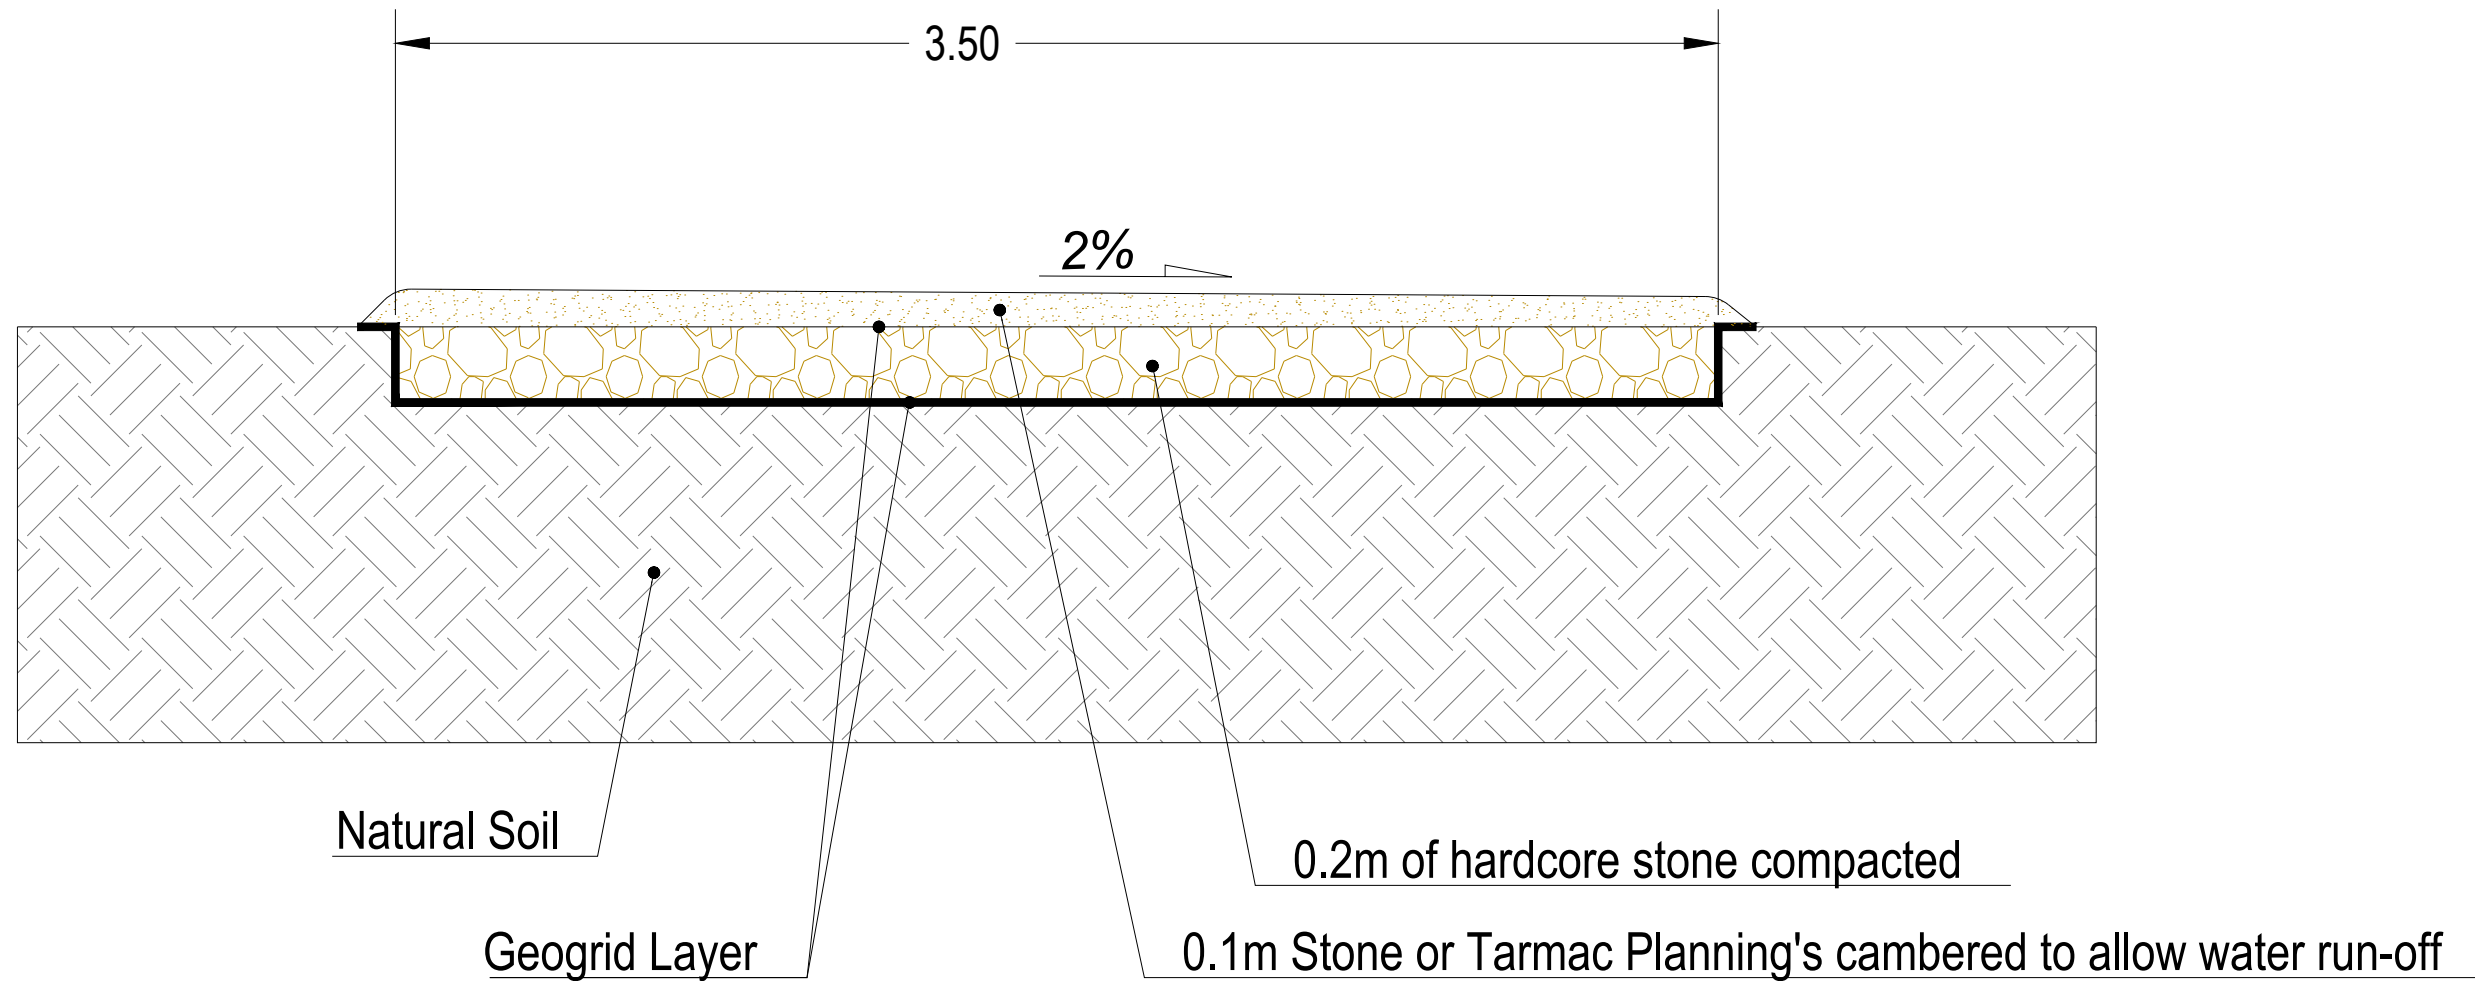 3.50
2%
Natural Soil
0.2m of hardcore stone compacted
Geogrid Layer
0.1m Stone or Tarmac Planning's cambered to allow water run-off